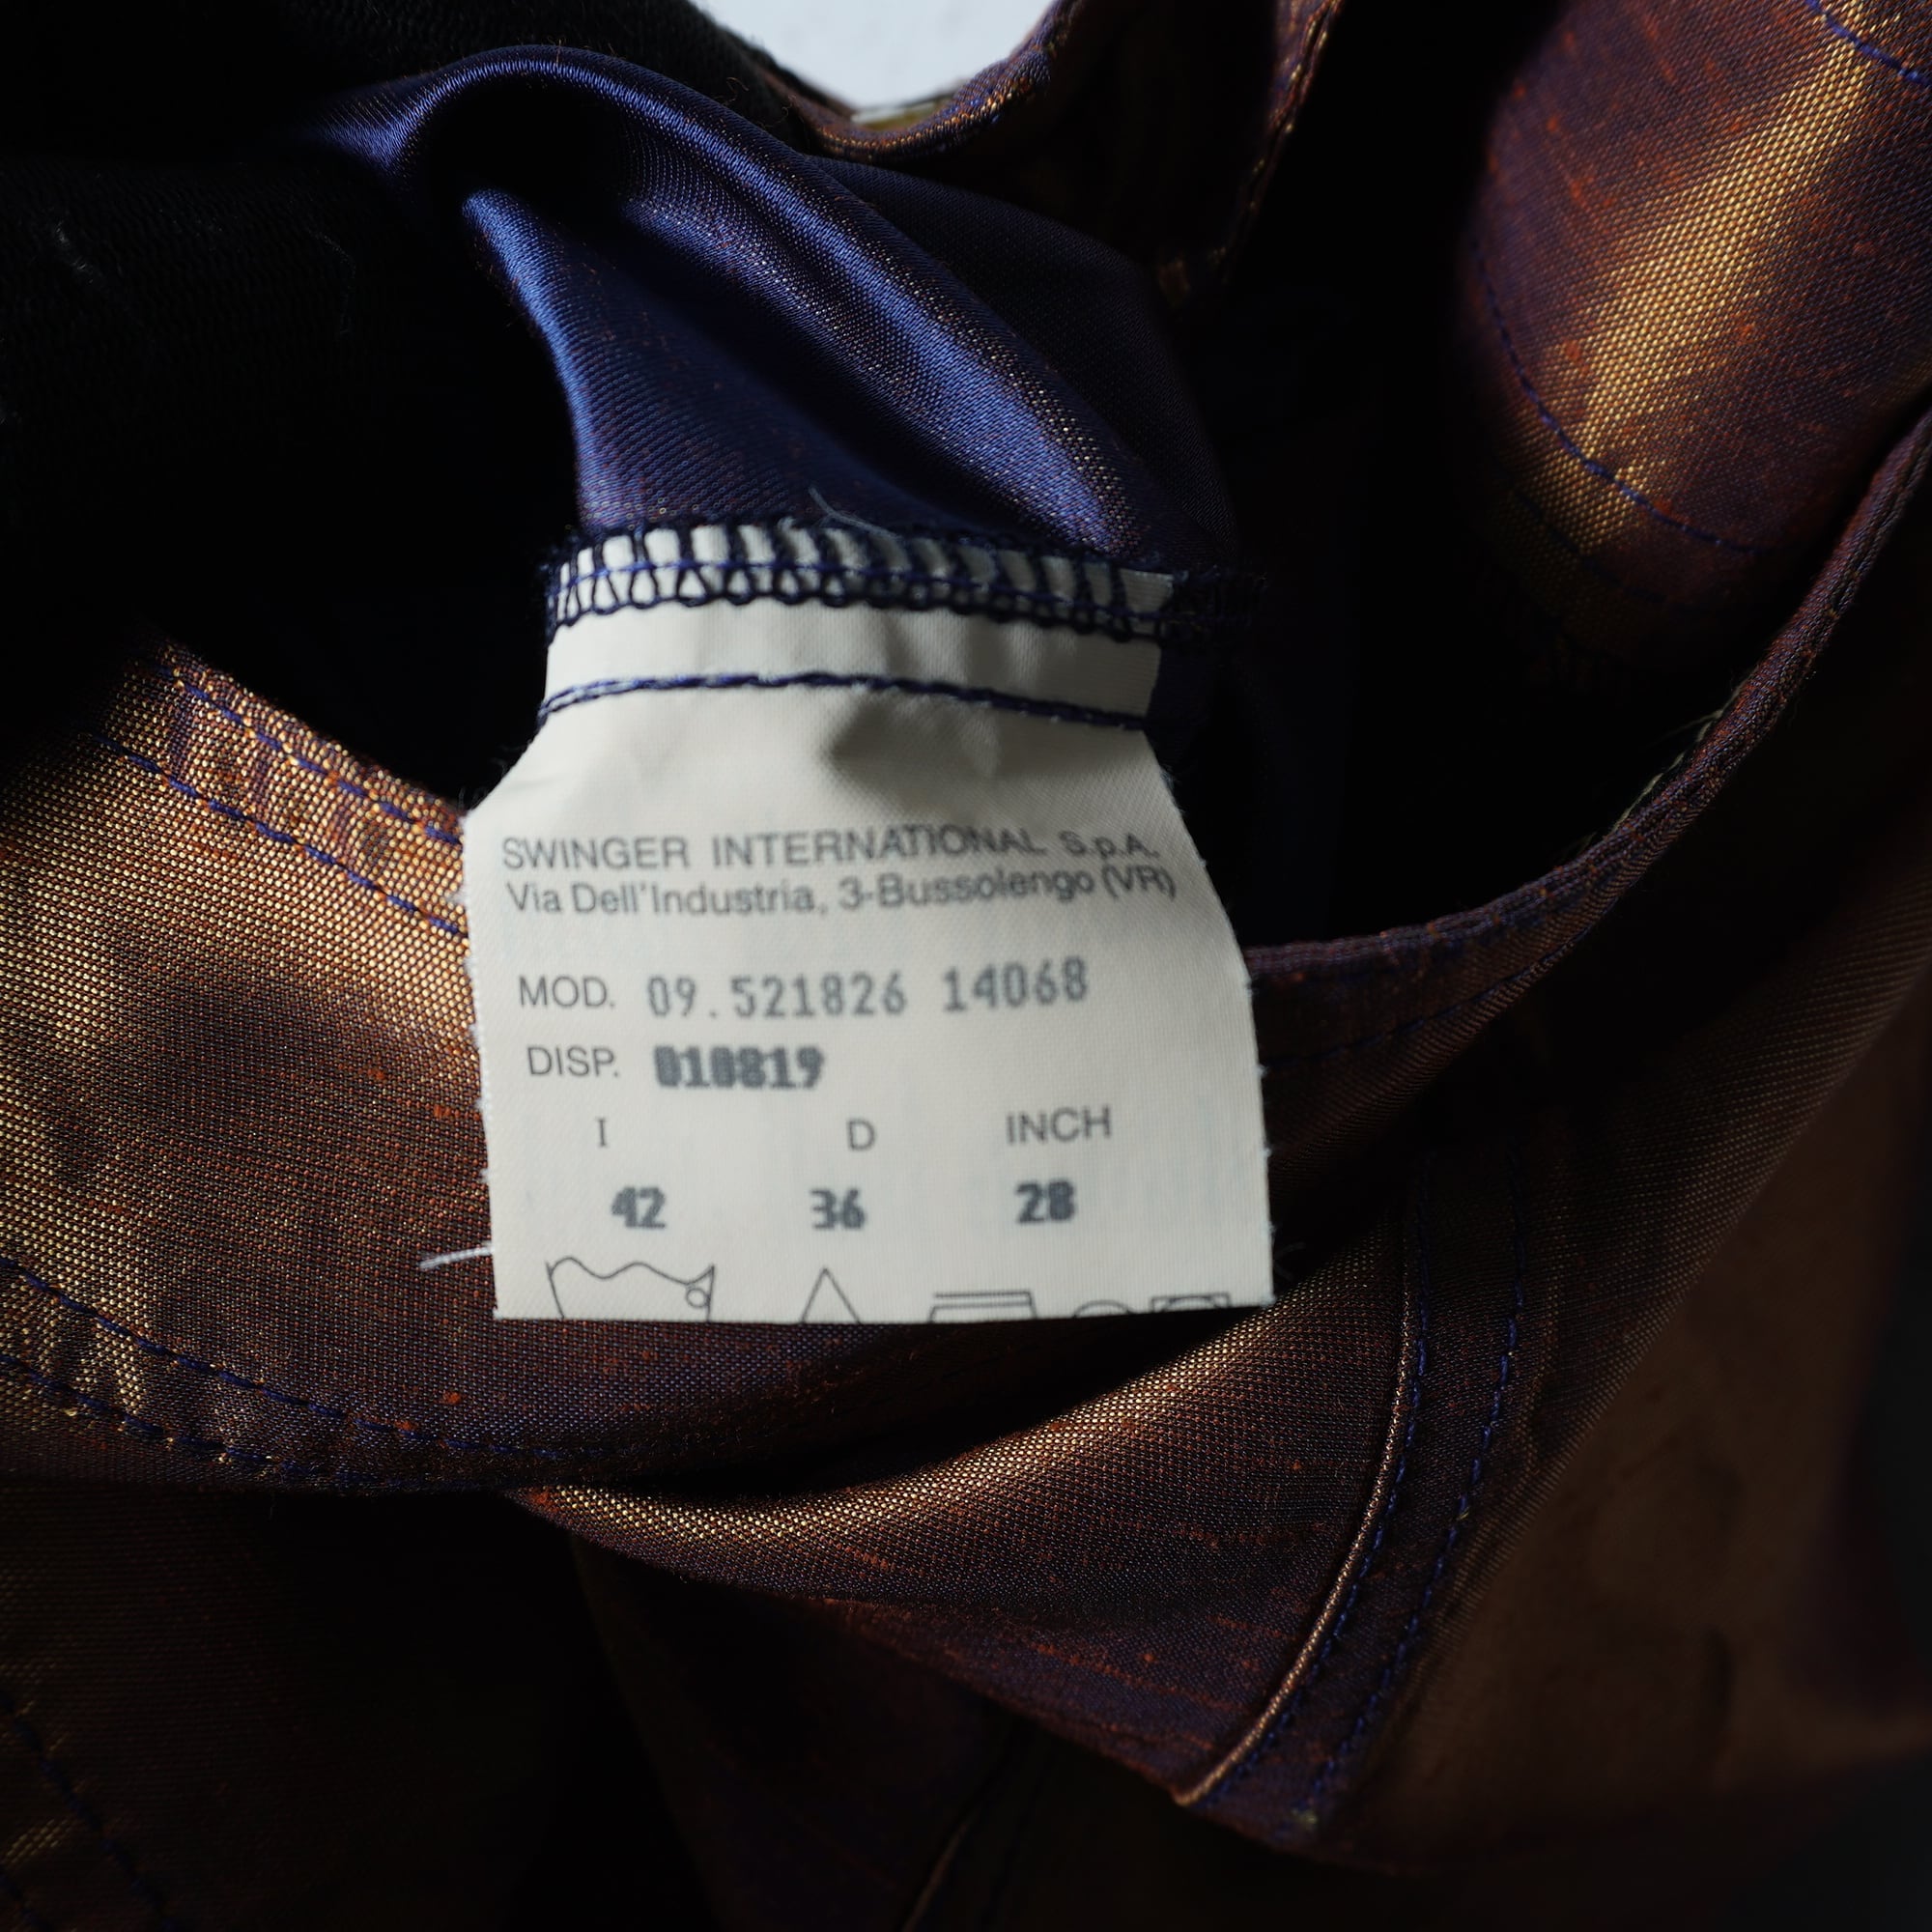 SWINGER INTERNATIONAL S.p.A.
Via Dell'Industria, 3-Bussolengo (VR)
MOD. 09.521826 14068
DISP. 010819
I D INCH
42 36 28